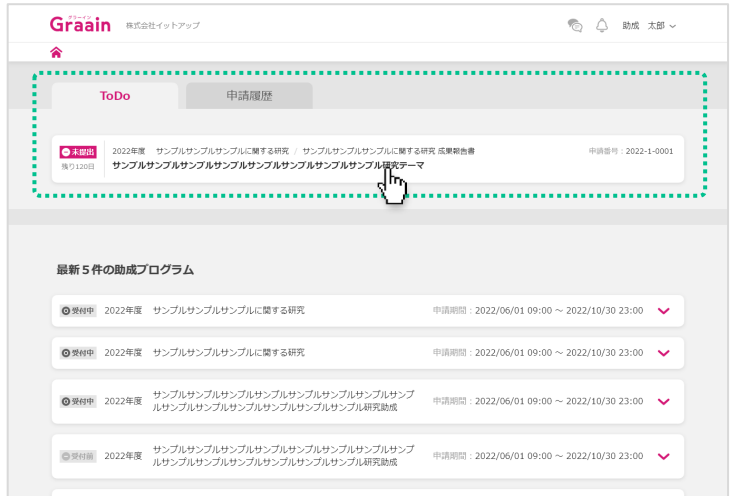 グラーイン
Graain 株式会社イットアップ 助成 太郎
ToDo 申請履歴
未提出 2022年度 サンプルサンプルサンプルに関する研究 / サンプルサンプルサンプルに関する研究 成果報告書 申請番号:2022-1-0001
残り120日 サンプルサンプルサンプルサンプルサンプルサンプルサンプルサンプル研究テーマ
最新5件の助成プログラム
受付中 2022年度 サンプルサンプルサンプルに関する研究 申請期間:2022/06/01 09:00 ~ 2022/10/30 23:00
受付中 2022年度 サンプルサンプルサンプルに関する研究 申請期間:2022/06/01 09:00 ~ 2022/10/30 23:00
サンプルサンプルサンプルサンプルサンプルサンプルサンプルサンプ
受付中 2022年度 申請期間:2022/06/01 09:00 ~ 2022/10/30 23:00
ルサンプルサンプルサンプルサンプルサンプルサンプル研究助成
サンプルサンプルサンプルサンプルサンプルサンプルサンプルサンプ
受付前 2022年度 申請期間:2022/06/01 09:00 ~ 2022/10/30 23:00
ルサンプルサンプルサンプルサンプルサンプルサンプル研究助成